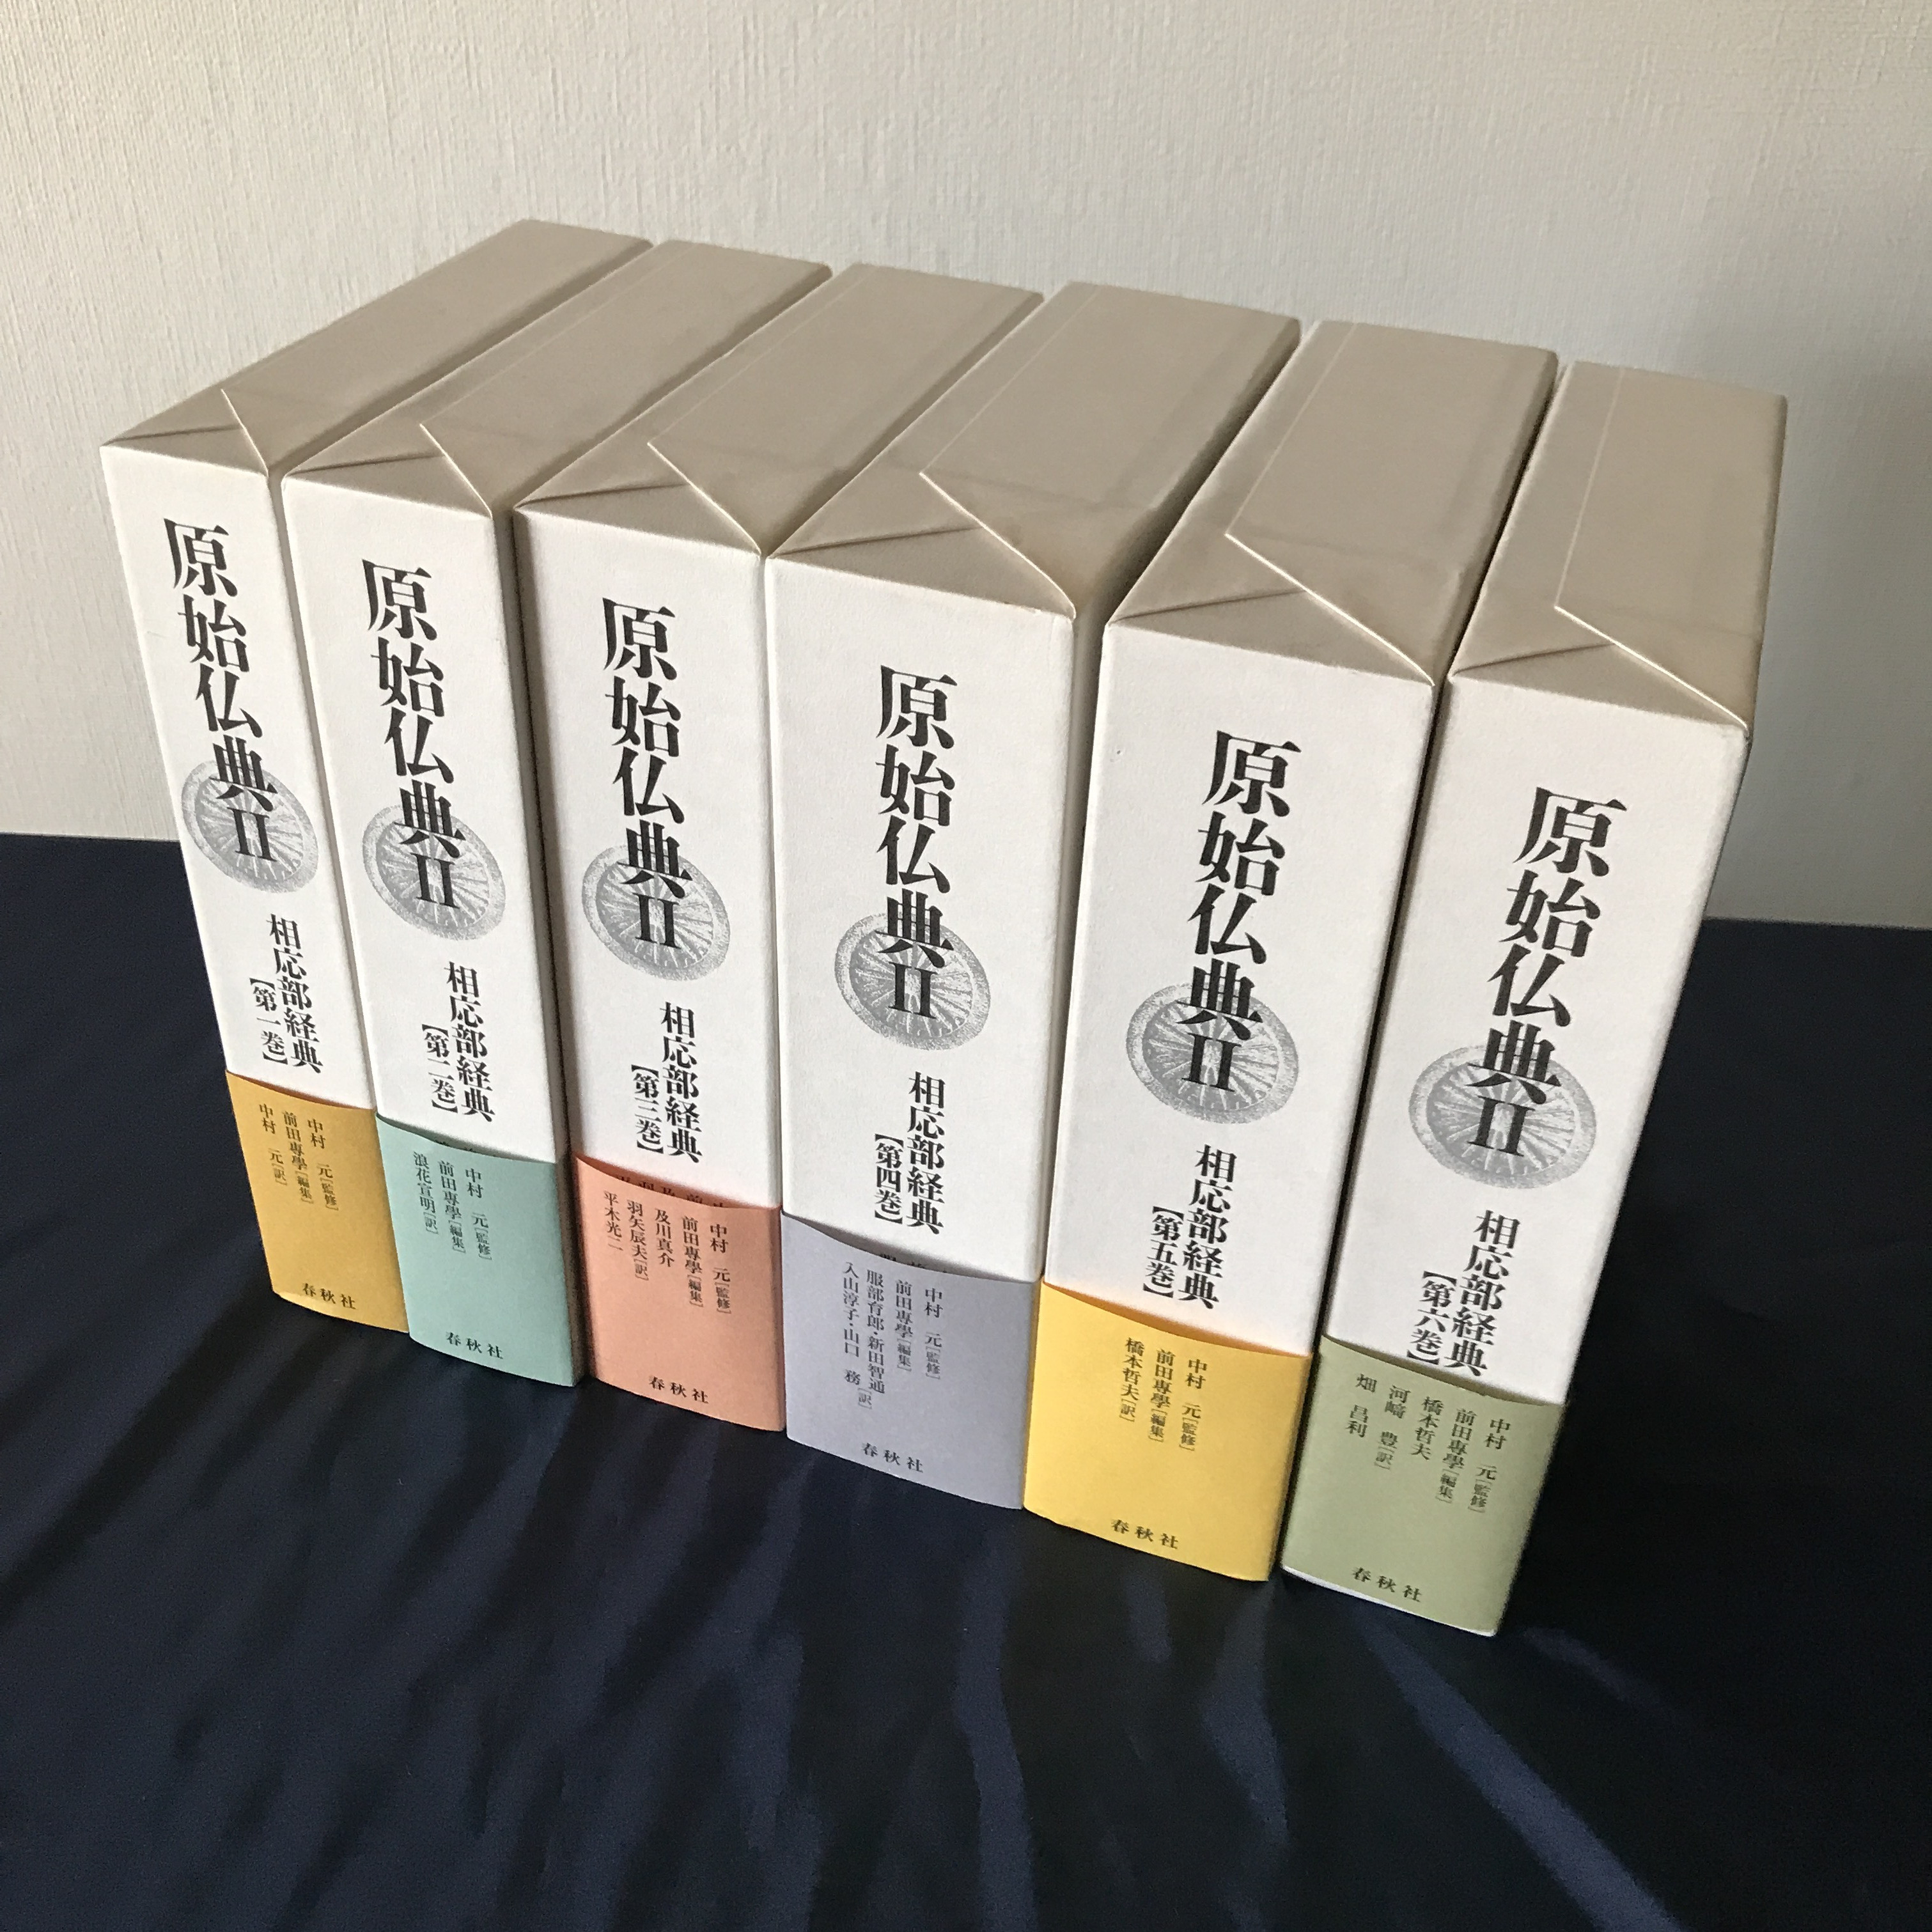 原始仏典II
相応部経典
【第一巻】
中村 元[監修]
前田専學[編集]
中村 元[訳]
春秋社
原始仏典II
相応部経典
【第二巻】
中村 元[監修]
前田専學[編集]
浪花宣明[訳]
春秋社
原始仏典II
相応部経典
【第三巻】
中村 元[監修]
前田専學[編集]
及川真介
羽矢辰夫[訳]
平木光二
春秋社
原始仏典II
相応部経典
【第四巻】
中村 元[監修]
前田専學[編集]
服部育郎・新田智通[訳]
入山淳子・山口 務
春秋社
原始仏典II
相応部経典
【第五巻】
中村 元[監修]
前田専學[編集]
橋本哲夫[訳]
春秋社
原始仏典II
相応部経典
【第六巻】
中村 元[監修]
前田専學[編集]
橋本哲夫
河﨑 豊[訳]
畑 昌利
春秋社